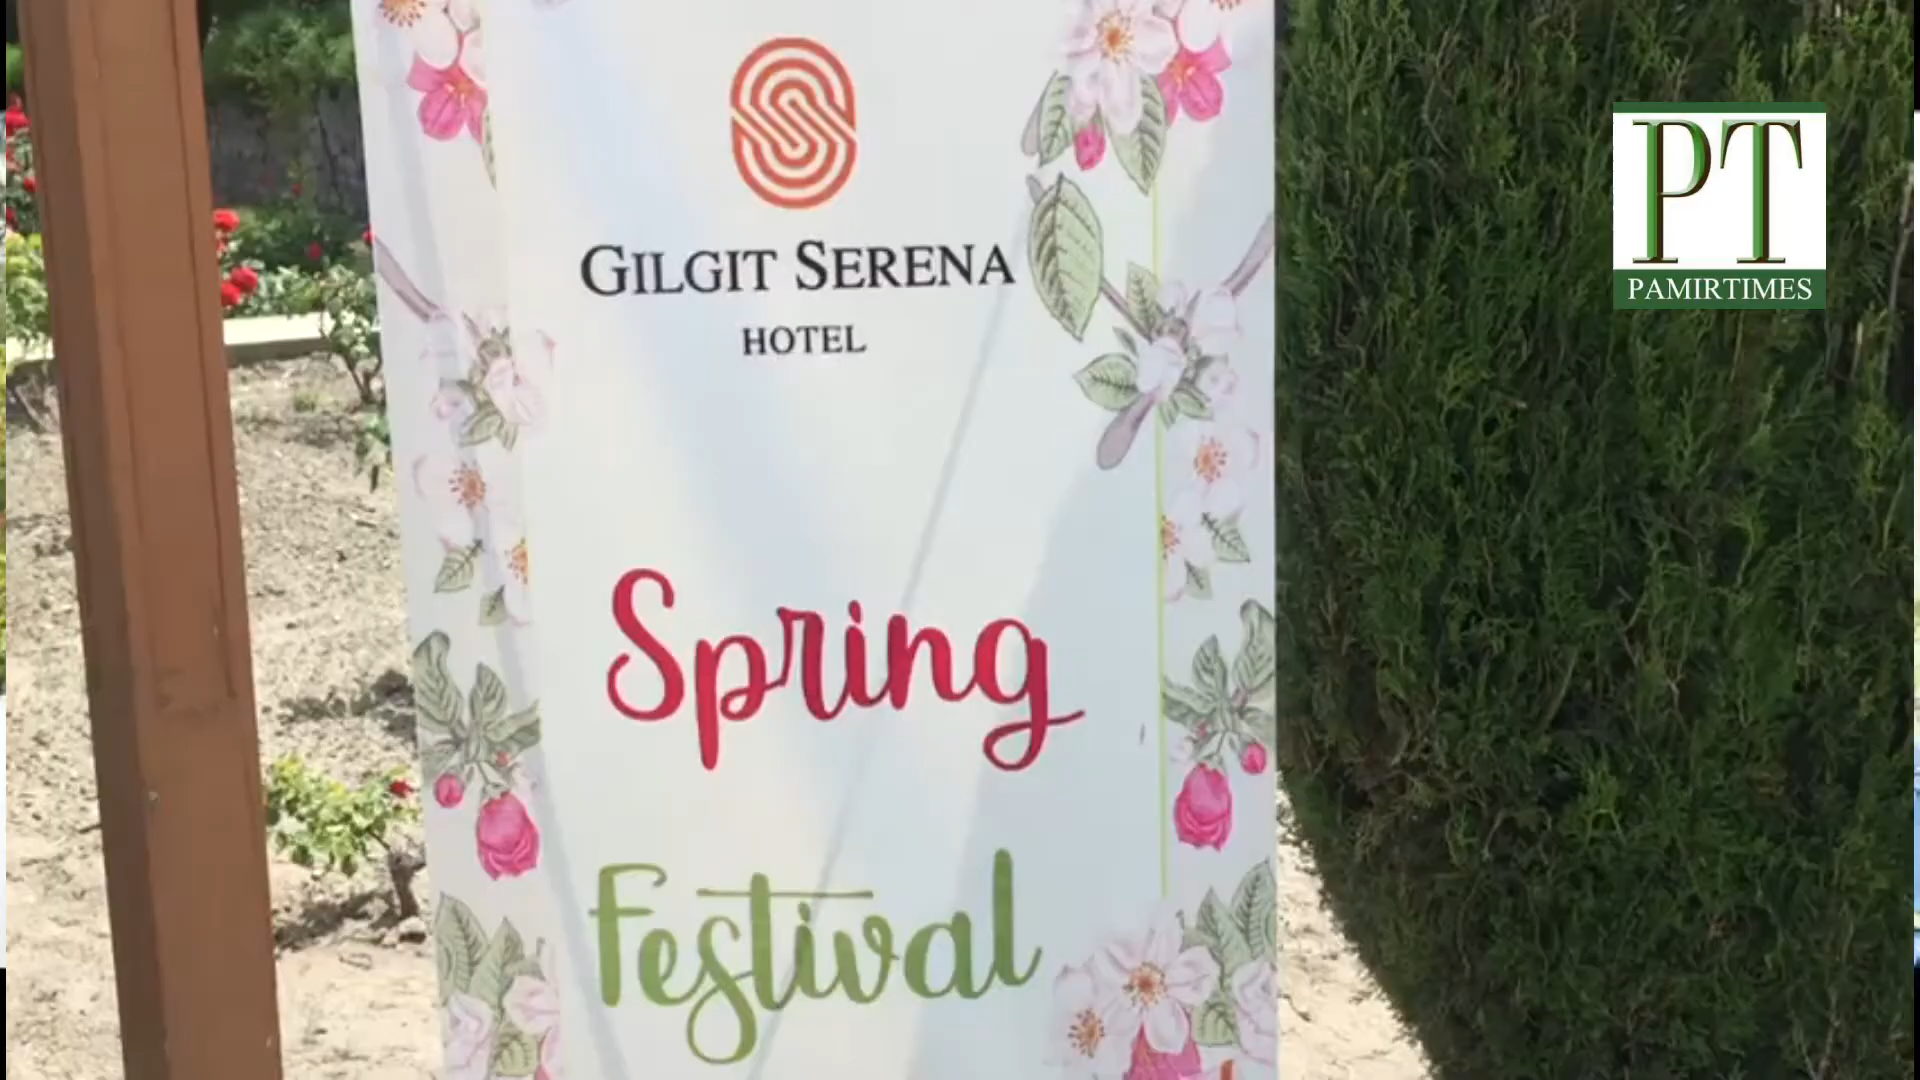 GILGIT SERENA
HOTEL
Spring
Festival
PT
PAMIRTIMES